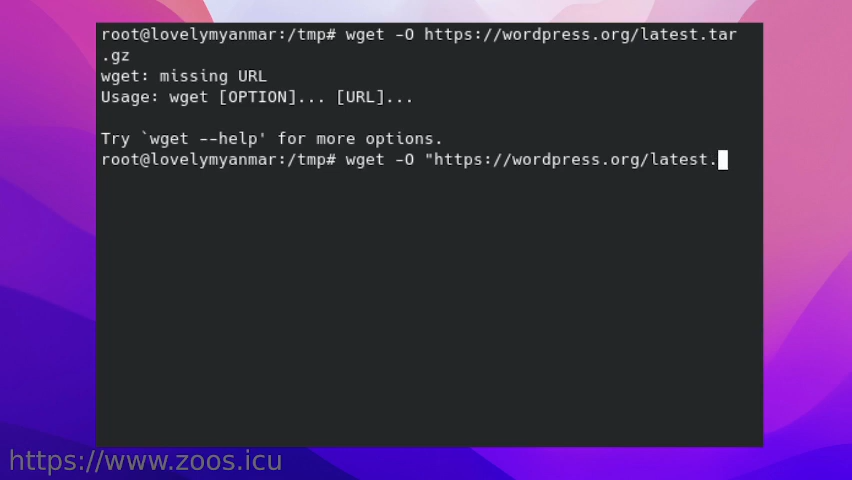 root@lovelymyanmar:/tmp# wget -O https://wordpress.org/latest.tar
.gz
wget: missing URL
Usage: wget [OPTION]... [URL]...
Try `wget --help' for more options.
root@lovelymyanmar:/tmp# wget -O "https://wordpress.org/latest.
https://www.zoos.icu